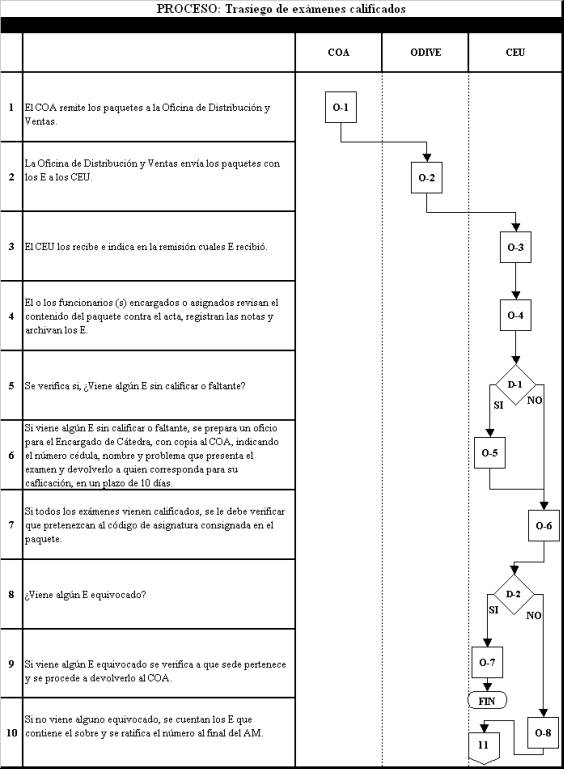 PROCESO: Trasiego de exámenes calificados
COA ODIVE CEU
1 El COA remite los paquetes a la Oficina de Distribución y
Ventas.
O-1
2 La Oficina de Distribución y Ventas envía los paquetes con
los E a los CEU.
O-2
3 El CEU los recibe e indica en la remisión cuales E recibió.
O-3
4 El o los funcionarios (s) encargados o asignados revisan el
contenido del paquete contra el acta, registran las notas y
archivan los E.
O-4
5 Se verifica si, ¿Viene algún E sin calificar o faltante?
D-1
SI NO
6 Si viene algún E sin calificar o faltante, se prepara un oficio
para el Encargado de Cátedra, con copia al COA, indicando
el número cédula, nombre y problema que presenta el
examen y devolverlo a quien corresponda para su
caflicación, en un plazo de 10 días.
O-5
7 Si todos los exámenes vienen calificados, se le debe verificar
que pretenezcan al código de asignatura consignada en el
paquete.
O-6
8 ¿Viene algún E equivocado?
D-2
SI NO
9 Si viene algún E equivocado se verifica a que sede pertenece
y se procede a devolverlo al COA.
O-7
FIN
10 Si no viene alguno equivocado, se cuentan los E que
contiene el sobre y se ratifica el número al final del AM.
O-8
11